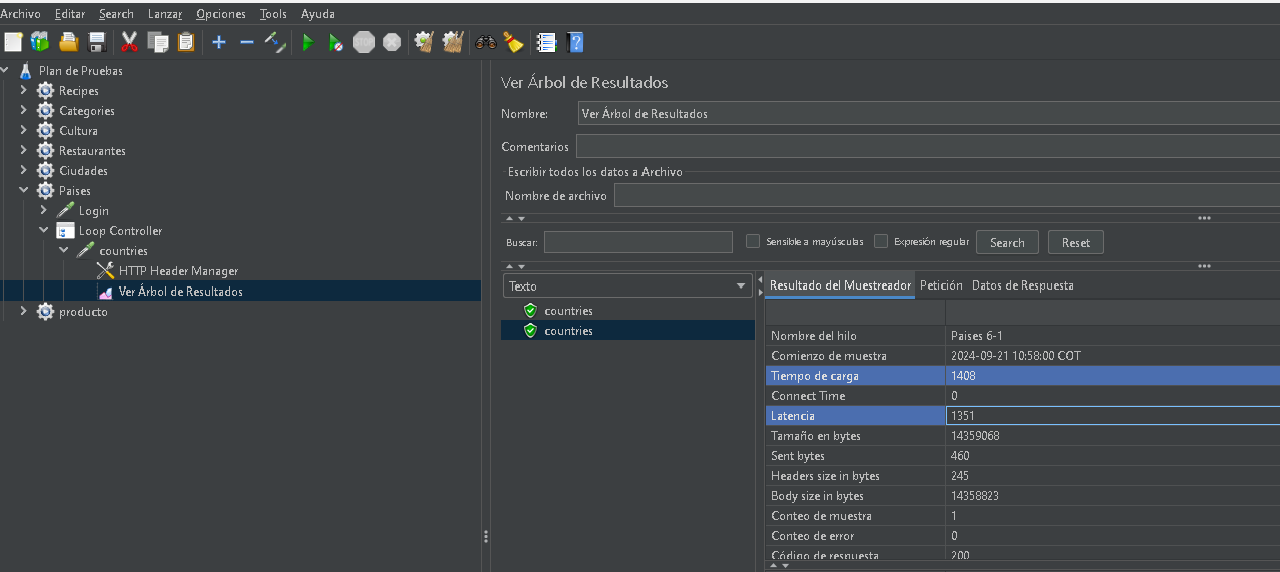 Archivo Editar Search Lanzar Opciones Tools Ayuda
Plan de Pruebas
Recipes
Categories
Cultura
Restaurantes
Ciudades
Paises
Login
Loop Controller
countries
HTTP Header Manager
Ver Árbol de Resultados
producto
Ver Árbol de Resultados
Nombre: Ver Árbol de Resultados
Comentarios
Escribir todos los datos a Archivo
Nombre de archivo
Buscar: Sensible a mayúsculas Expresión regular Search Reset
Texto
countries
countries
Resultado del Muestreador Petición Datos de Respuesta
Nombre del hilo Paises 6-1
Comienzo de muestra 2024-09-21 10:58:00 COT
Tiempo de carga 1408
Connect Time 0
Latencia 1351
Tamaño en bytes 14359068
Sent bytes 460
Headers size in bytes 245
Body size in bytes 14358823
Conteo de muestra 1
Conteo de error 0
Código de respuesta 200